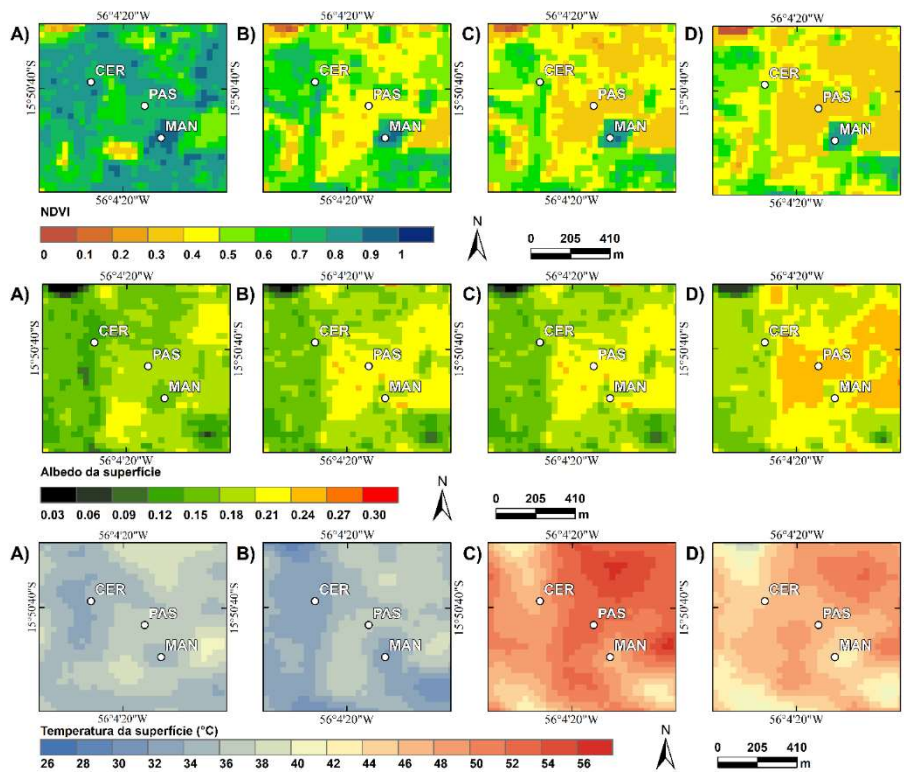 56°4'20"W 56°4'20"W 56°4'20"W 56°4'20"W
A) B) C) D)
15°50'40"S 15°50'40"S 15°50'40"S 15°50'40"S
CER CER CER CER
PAS PAS PAS PAS
MAN MAN MAN MAN
56°4'20"W 56°4'20"W 56°4'20"W 56°4'20"W
NDVI
0 0.1 0.2 0.3 0.4 0.5 0.6 0.7 0.8 0.9 1
N
0 205 410
m
56°4'20"W 56°4'20"W 56°4'20"W 56°4'20"W
A) B) C) D)
15°50'40"S 15°50'40"S 15°50'40"S 15°50'40"S
CER CER CER CER
PAS PAS PAS PAS
MAN MAN MAN MAN
56°4'20"W 56°4'20"W 56°4'20"W 56°4'20"W
Albedo da superfície
0.03 0.06 0.09 0.12 0.15 0.18 0.21 0.24 0.27 0.30
N
0 205 410
m
56°4'20"W 56°4'20"W 56°4'20"W 56°4'20"W
A) B) C) D)
15°50'40"S 15°50'40"S 15°50'40"S 15°50'40"S
CER CER CER CER
PAS PAS PAS PAS
MAN MAN MAN MAN
56°4'20"W 56°4'20"W 56°4'20"W 56°4'20"W
Temperatura da superfície (°C)
26 28 30 32 34 36 38 40 42 44 46 48 50 52 54 56
N
0 205 410
m